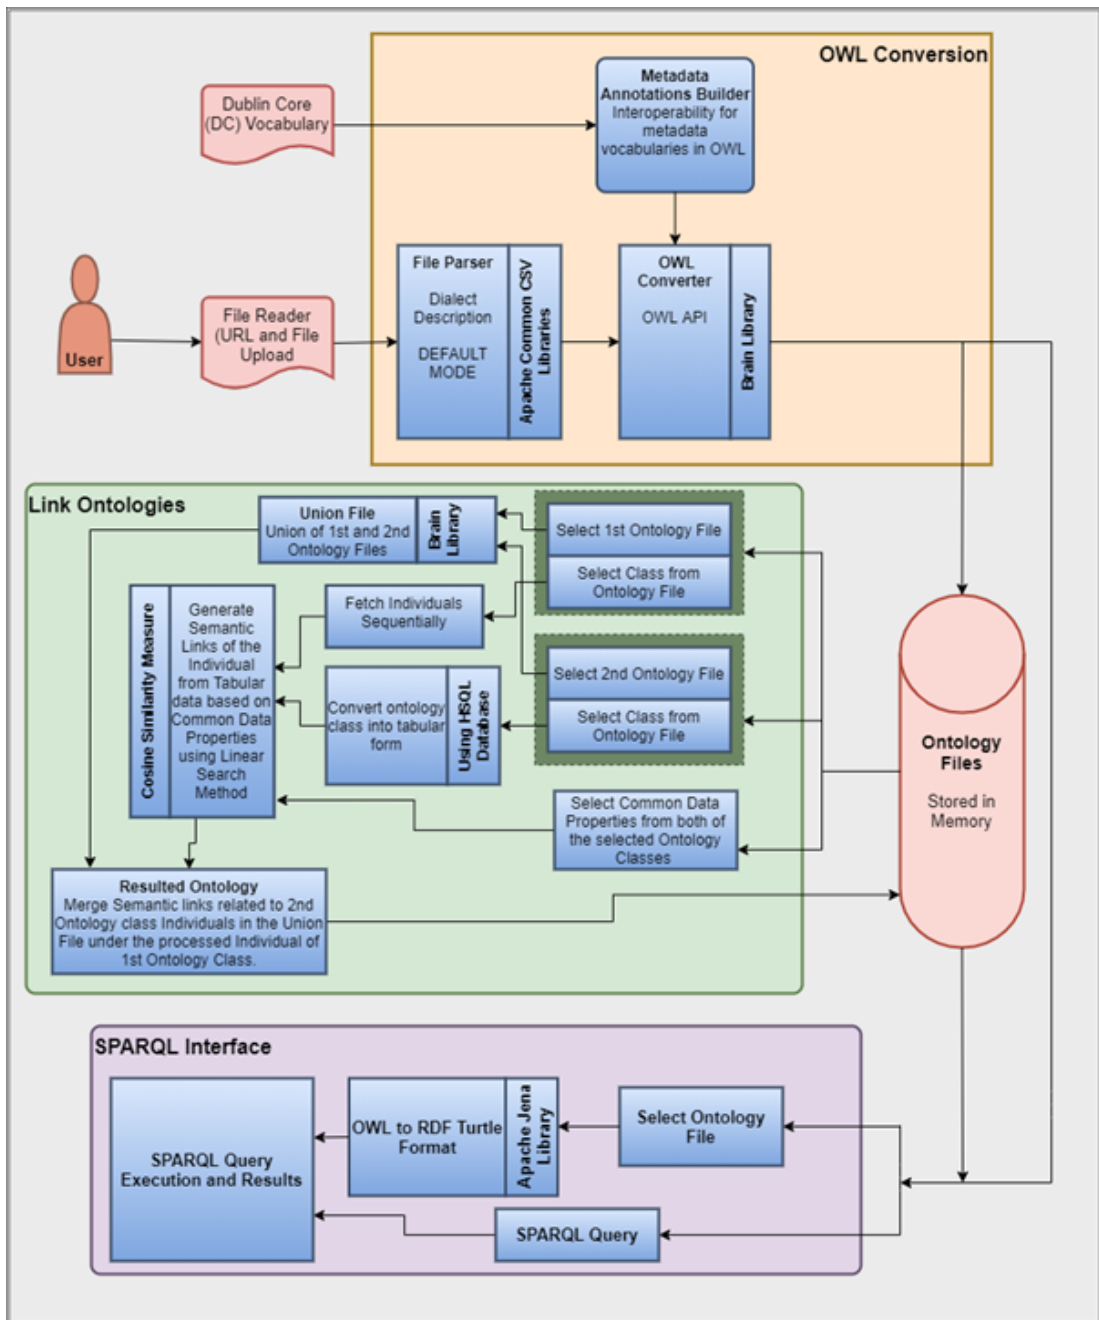 OWL Conversion
Metadada
Annotations Builder
Interoperability for
metadata
vocabularies in OWL
Dublin Core
(DC) Vocabulary
User
File Reader
(URL and File
Upload
File Parser
Dialect
Description
DEFAULT
MODE
Apache Common CSV
Libraries
OWL
Converter
OWL API
Brain Library
Link Ontologies
Union File
Union of 1st and 2nd
Ontology Files
Brain
Library
Select 1st Ontology File
Select Class from
Ontology File
Fetch Individuals
Sequentially
Select 2nd Ontology File
Select Class from
Ontology File
Convert ontology
class into tabular
form
Using HSQL
Database
Cosine Similarity Measure
Generate
Semantic
Links of the
Individual
from Tabular
data based on
Common Data
Properties
using Linear
Search
Method
Select Common Data
Properties from both of
the selected Ontology
Classes
Resulted Ontology
Merge Semantic links related to 2nd
Ontology class Individuals in the Union
File under the processed Individual of
1st Ontology Class.
Ontology
Files
Stored in
Memory
SPARQL Interface
SPARQL Query
Execution and Results
OWL to RDF Turtle
Format
Apache Jena
Library
Select Ontology
File
SPARQL Query